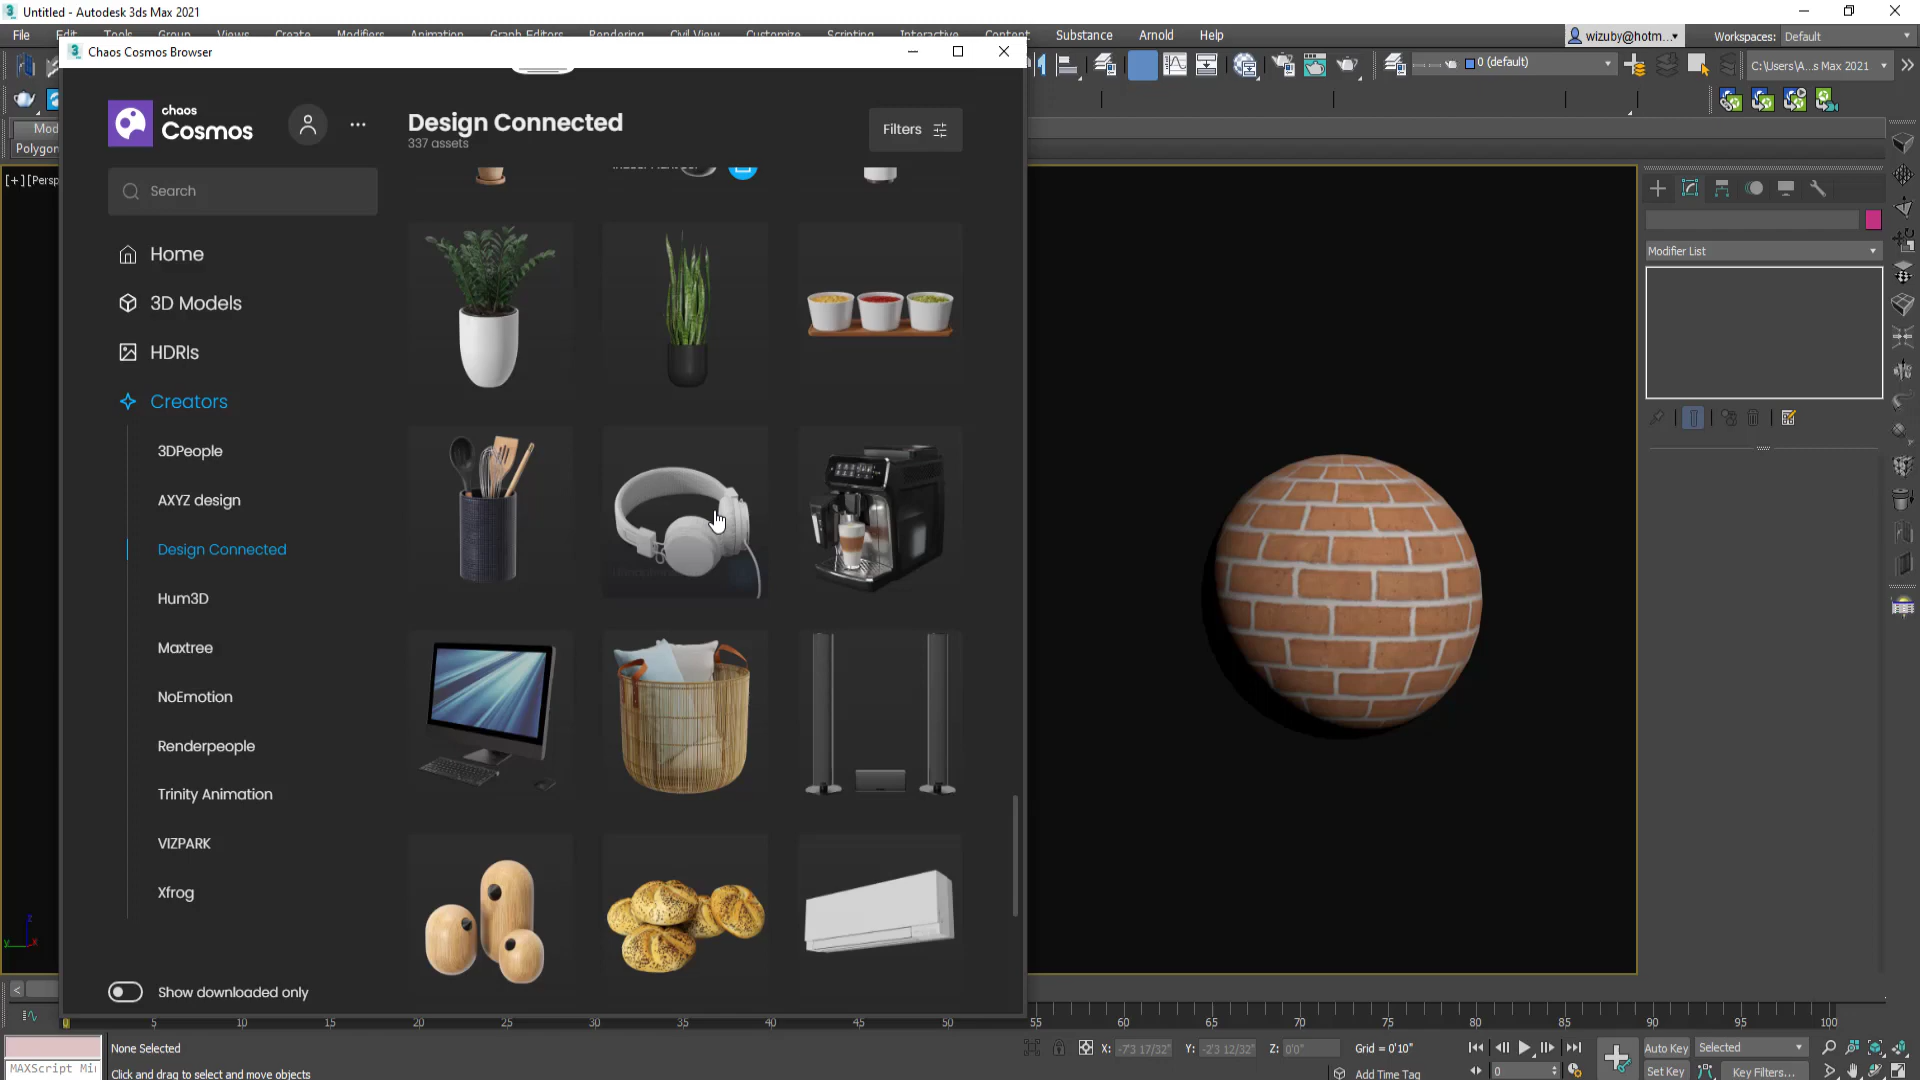 Untitled - Autodesk 3ds Max 2021
File Edit Tools Group Views Create Modifiers Animation Graph Editors Rendering Civil View Customize Scripting Interactive Content Substance Arnold Help
wizuby@hotm...
Workspaces: Default
Chaos Cosmos Browser
0 (default)
C:\Users\A...s Max 2021
chaos
Cosmos
Design Connected
337 assets
Filters
Mod
Polygon
[+] [Persp
Search
Home
3D Models
HDRIs
Creators
3DPeople
AXYZ design
Design Connected
Hum3D
Maxtree
NoEmotion
Renderpeople
Trinity Animation
VIZPARK
Xfrog
Show downloaded only
Modifier List
z
y
x
0 5 10 15 20 25 30 35 40 45 50 55 60 65 70 75 80 85 90 95 100
None Selected
X: -7'3 17/32" Y: -2'3 12/32" Z: 0'0" Grid = 0'10"
Auto Key Selected
MAXScript Mi
Click and drag to select and move objects
Add Time Tag
0
Set Key Key Filters...